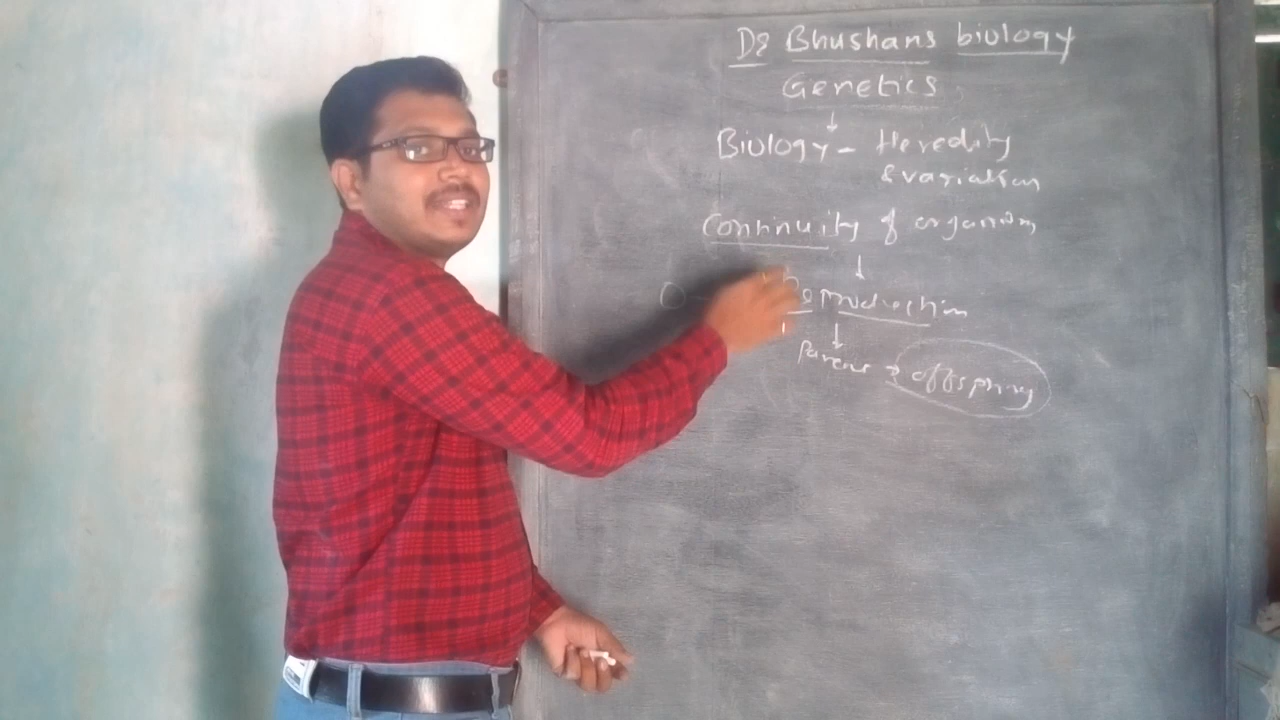 Dr Bhushans biology
Genetics
Biology - Heredity
& variation
Continuity of organism
Reproduction
Parents → offspring